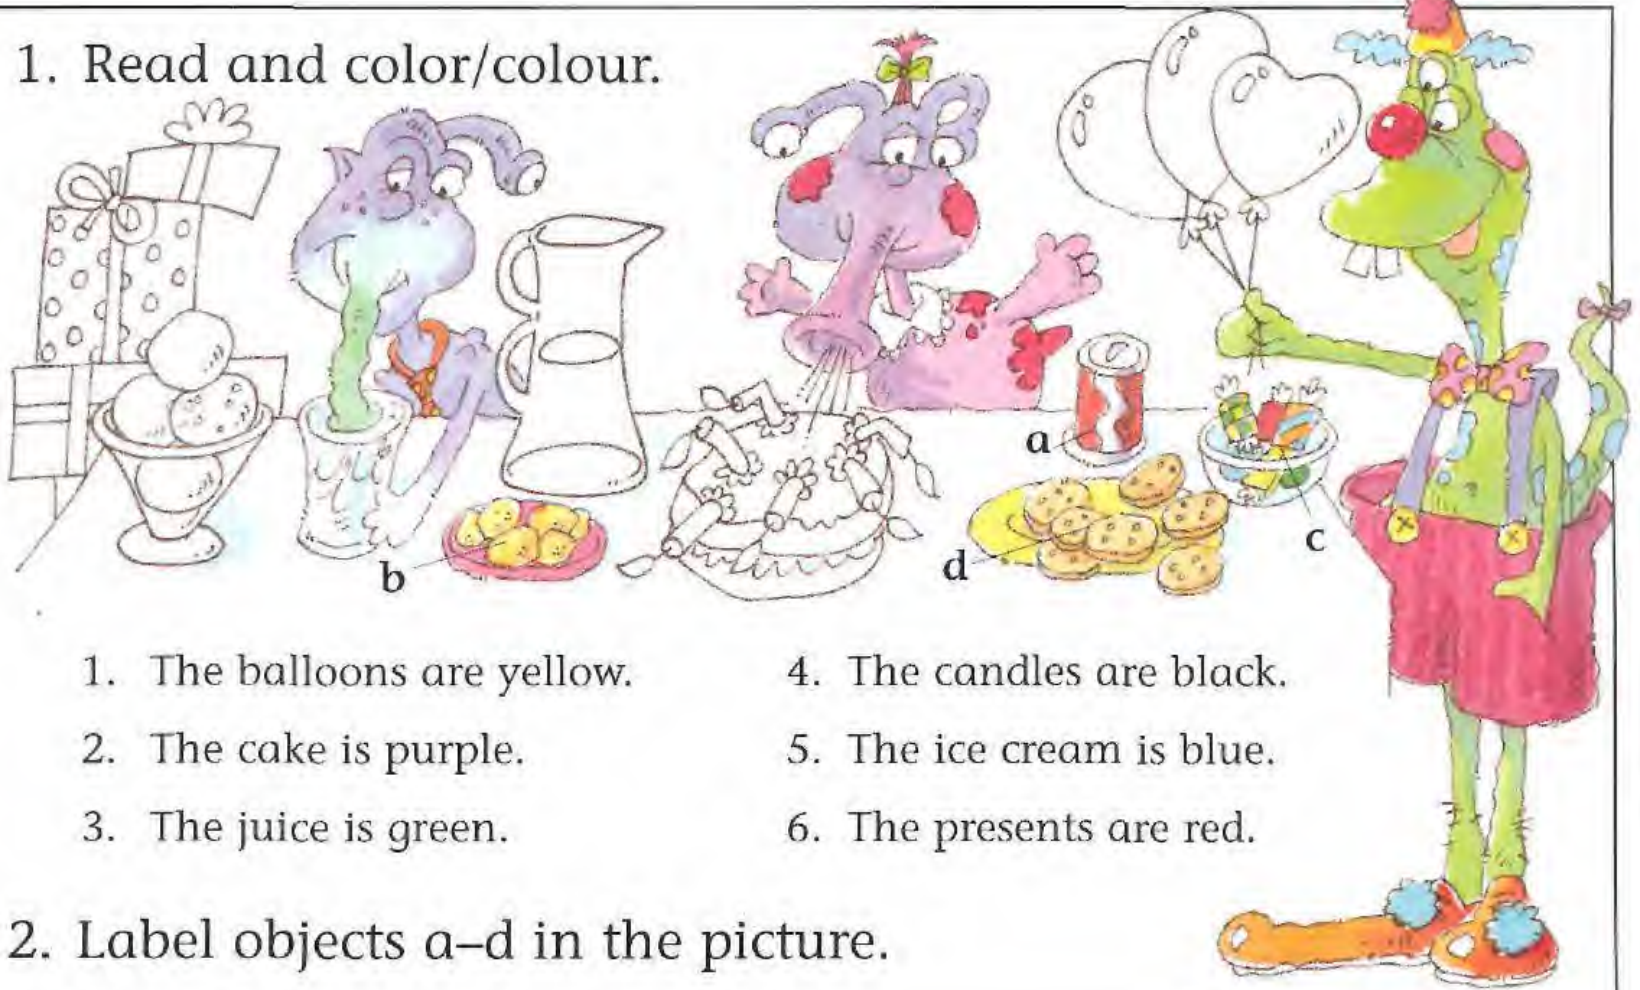 1. Read and color/colour.
a
b
c
d
1. The balloons are yellow.
2. The cake is purple.
3. The juice is green.
4. The candles are black.
5. The ice cream is blue.
6. The presents are red.
2. Label objects a–d in the picture.